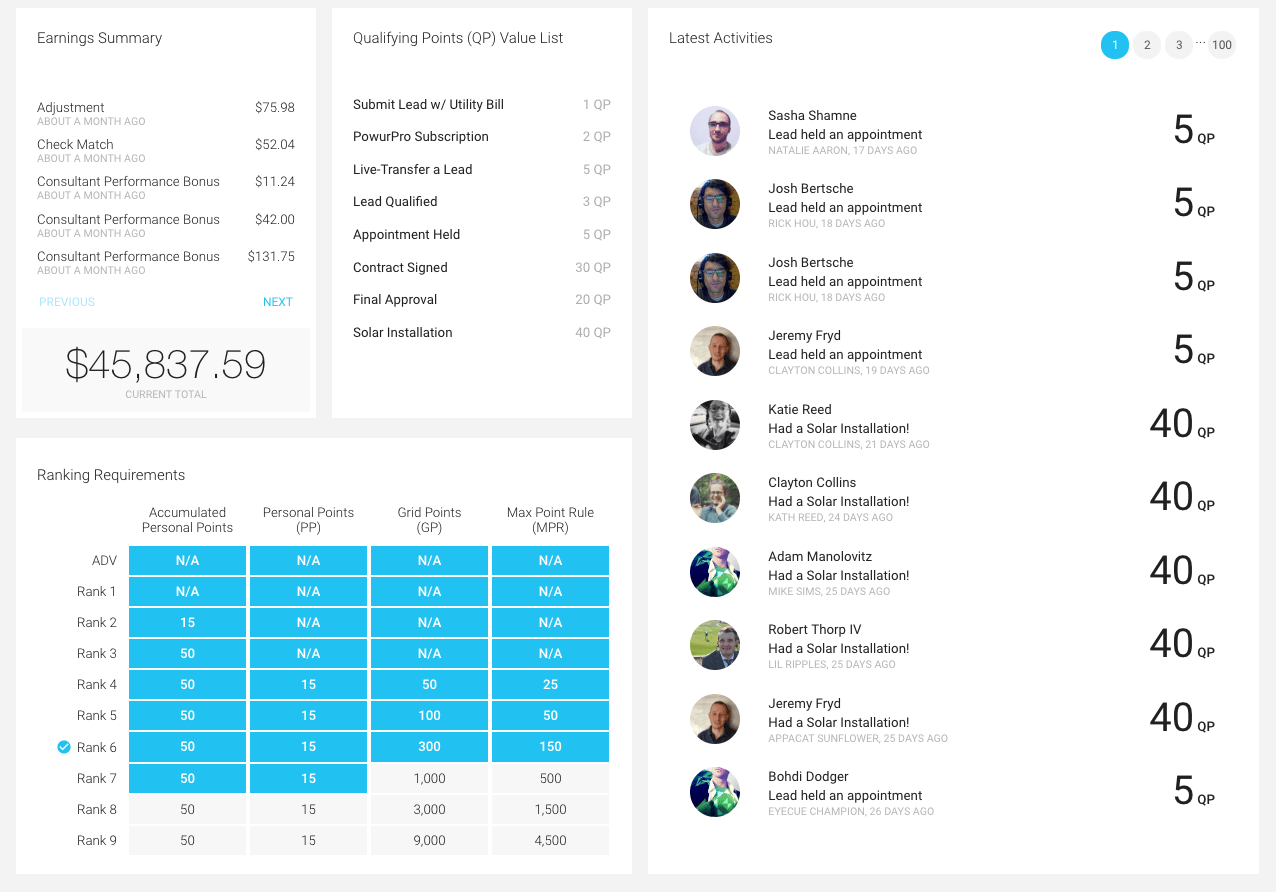 Earnings Summary
Adjustment $75.98
ABOUT A MONTH AGO
Check Match $52.04
ABOUT A MONTH AGO
Consultant Performance Bonus $11.24
ABOUT A MONTH AGO
Consultant Performance Bonus $42.00
ABOUT A MONTH AGO
Consultant Performance Bonus $131.75
ABOUT A MONTH AGO
PREVIOUS NEXT
$45,837.59
CURRENT TOTAL
Qualifying Points (QP) Value List
Submit Lead w/ Utility Bill 1 QP
PowurPro Subscription 2 QP
Live-Transfer a Lead 5 QP
Lead Qualified 3 QP
Appointment Held 5 QP
Contract Signed 30 QP
Final Approval 20 QP
Solar Installation 40 QP
Ranking Requirements
Accumulated Personal Points Grid Points Max Point Rule
Personal Points (PP) (GP) (MPR)
ADV N/A N/A N/A N/A
Rank 1 N/A N/A N/A N/A
Rank 2 15 N/A N/A N/A
Rank 3 50 N/A N/A N/A
Rank 4 50 15 50 25
Rank 5 50 15 100 50
Rank 6 50 15 300 150
Rank 7 50 15 1,000 500
Rank 8 50 15 3,000 1,500
Rank 9 50 15 9,000 4,500
Latest Activities 1 2 3 ... 100
Sasha Shamne
Lead held an appointment 5 QP
NATALIE AARON, 17 DAYS AGO
Josh Bertsche
Lead held an appointment 5 QP
RICK HOU, 18 DAYS AGO
Josh Bertsche
Lead held an appointment 5 QP
RICK HOU, 18 DAYS AGO
Jeremy Fryd
Lead held an appointment 5 QP
CLAYTON COLLINS, 19 DAYS AGO
Katie Reed
Had a Solar Installation! 40 QP
CLAYTON COLLINS, 21 DAYS AGO
Clayton Collins
Had a Solar Installation! 40 QP
KATH REED, 24 DAYS AGO
Adam Manolovitz
Had a Solar Installation! 40 QP
MIKE SIMS, 25 DAYS AGO
Robert Thorp IV
Had a Solar Installation! 40 QP
LIL RIPPLES, 25 DAYS AGO
Jeremy Fryd
Had a Solar Installation! 40 QP
APPACAT SUNFLOWER, 25 DAYS AGO
Bohdi Dodger
Lead held an appointment 5 QP
EYECUE CHAMPION, 26 DAYS AGO